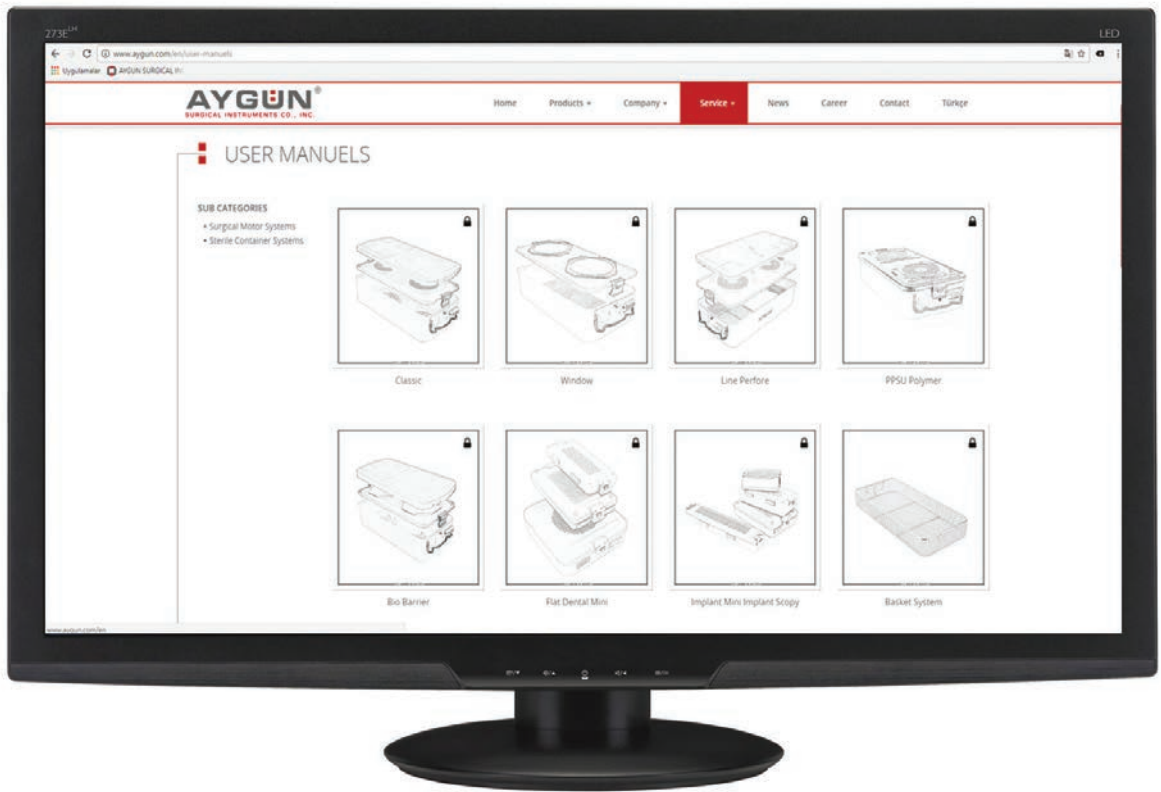 273E LH
LED
www.aygun.com/en/user-manuels
Uygulamalar AYGUN SURGICAL IN
AYGÜN®
SURGICAL INSTRUMENTS CO., INC.
Home Products + Company + Service + News Career Contact Türkçe
USER MANUELS
SUB CATEGORIES
• Surgical Motor Systems
• Sterile Container Systems
Classic Window Line Perfore PPSU Polymer
Bio Barrier Flat Dental Mini Implant Mini Implant Scopy Basket System
www.aygun.com/en